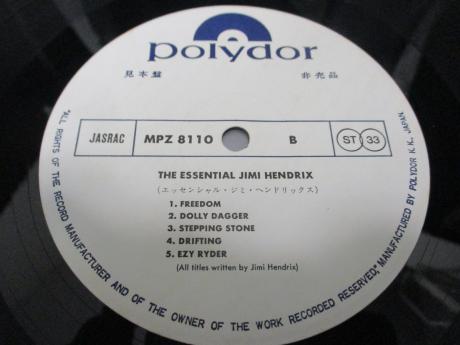 polydor
見本盤 非売品
JASRAC MPZ 8110 B ST 33
THE ESSENTIAL JIMI HENDRIX
(エッセンシャル・ジミ・ヘンドリックス)
1. FREEDOM
2. DOLLY DAGGER
3. STEPPING STONE
4. DRIFTING
5. EZY RYDER
(All titles written by Jimi Hendrix)
"ALL RIGHTS OF THE RECORD MANUFACTURER AND OF THE OWNER OF THE WORK RECORDED RESERVED" MANUFACTURED BY POLYDOR K.K., JAPAN